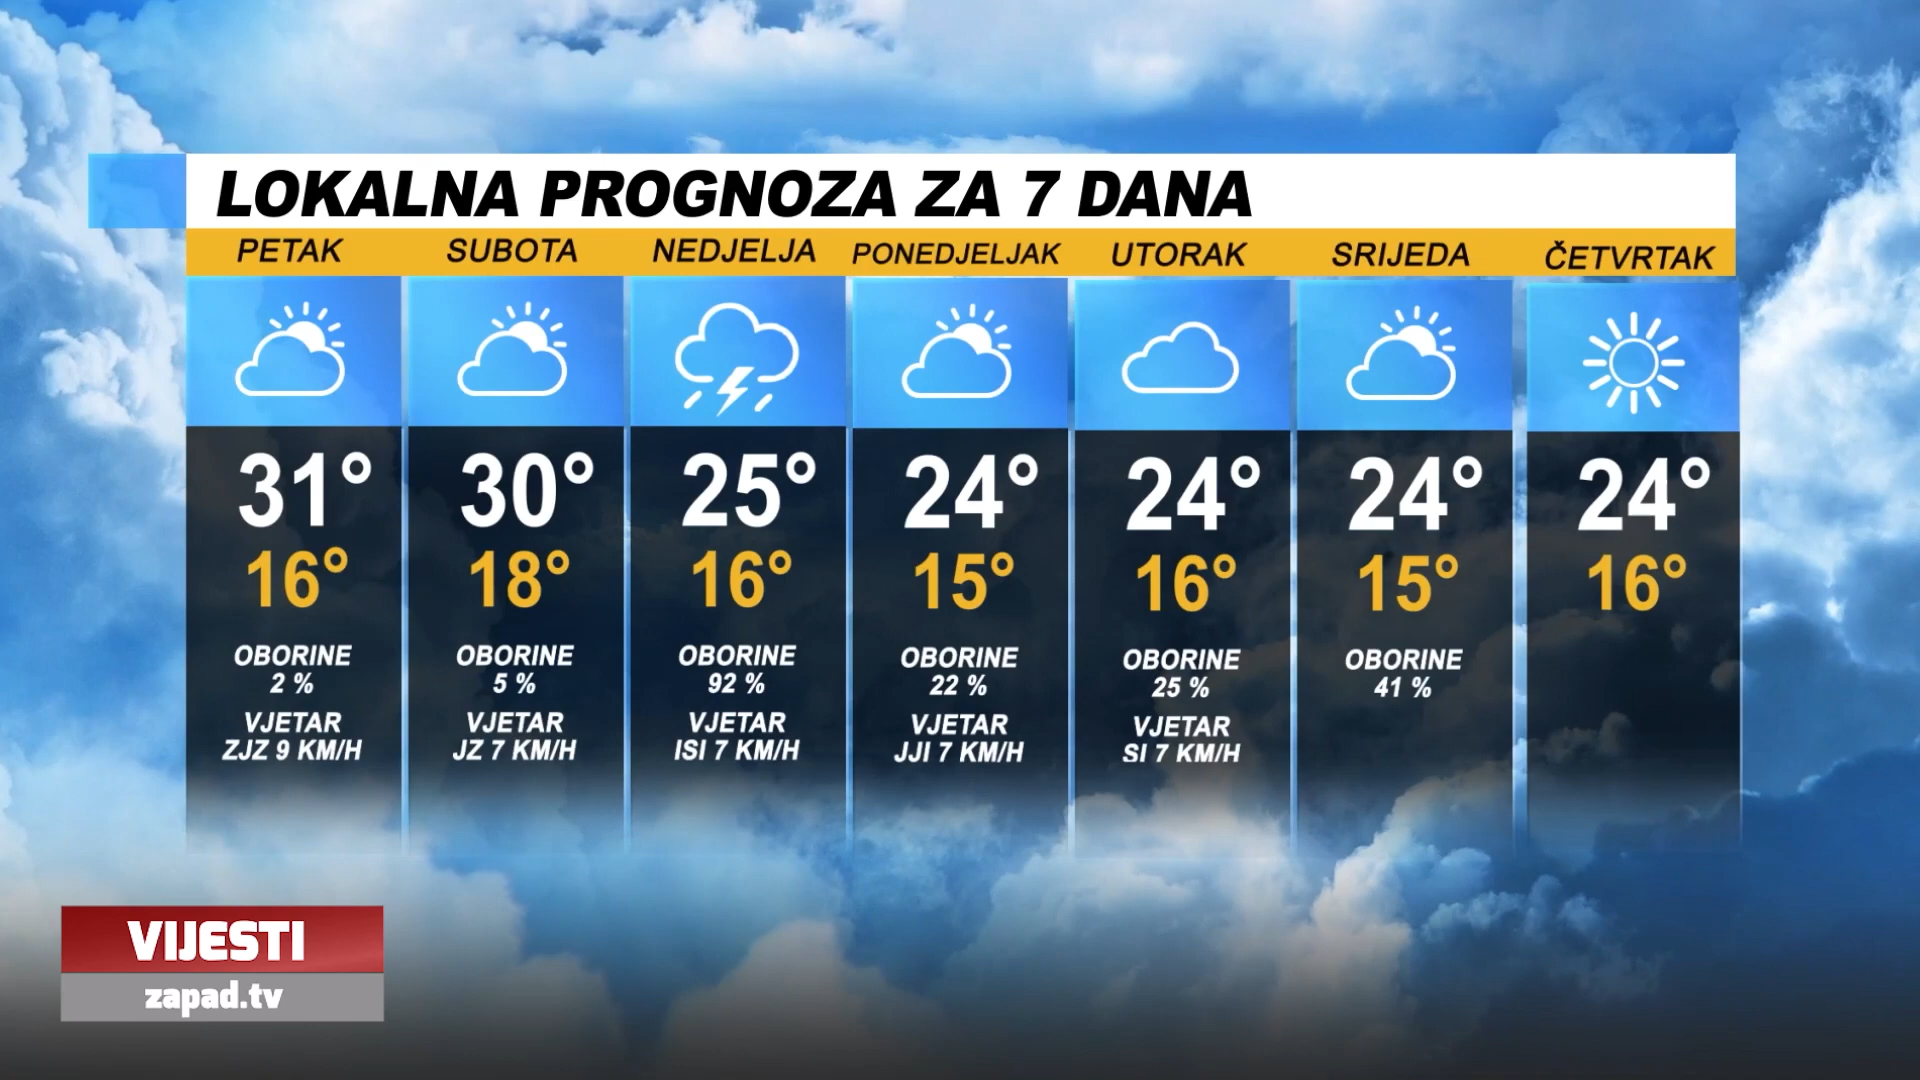 LOKALNA PROGNOZA ZA 7 DANA
PETAK SUBOTA NEDJELJA PONEDJELJAK UTORAK SRIJEDA ČETVRTAK
31° 30° 25° 24° 24° 24° 24°
16° 18° 16° 15° 16° 15° 16°
OBORINE OBORINE OBORINE OBORINE OBORINE OBORINE
2 % 5 % 92 % 22 % 25 % 41 %
VJETAR VJETAR VJETAR VJETAR VJETAR
ZJZ 9 KM/H JZ 7 KM/H ISI 7 KM/H JJI 7 KM/H SI 7 KM/H
VIJESTI
zapad.tv